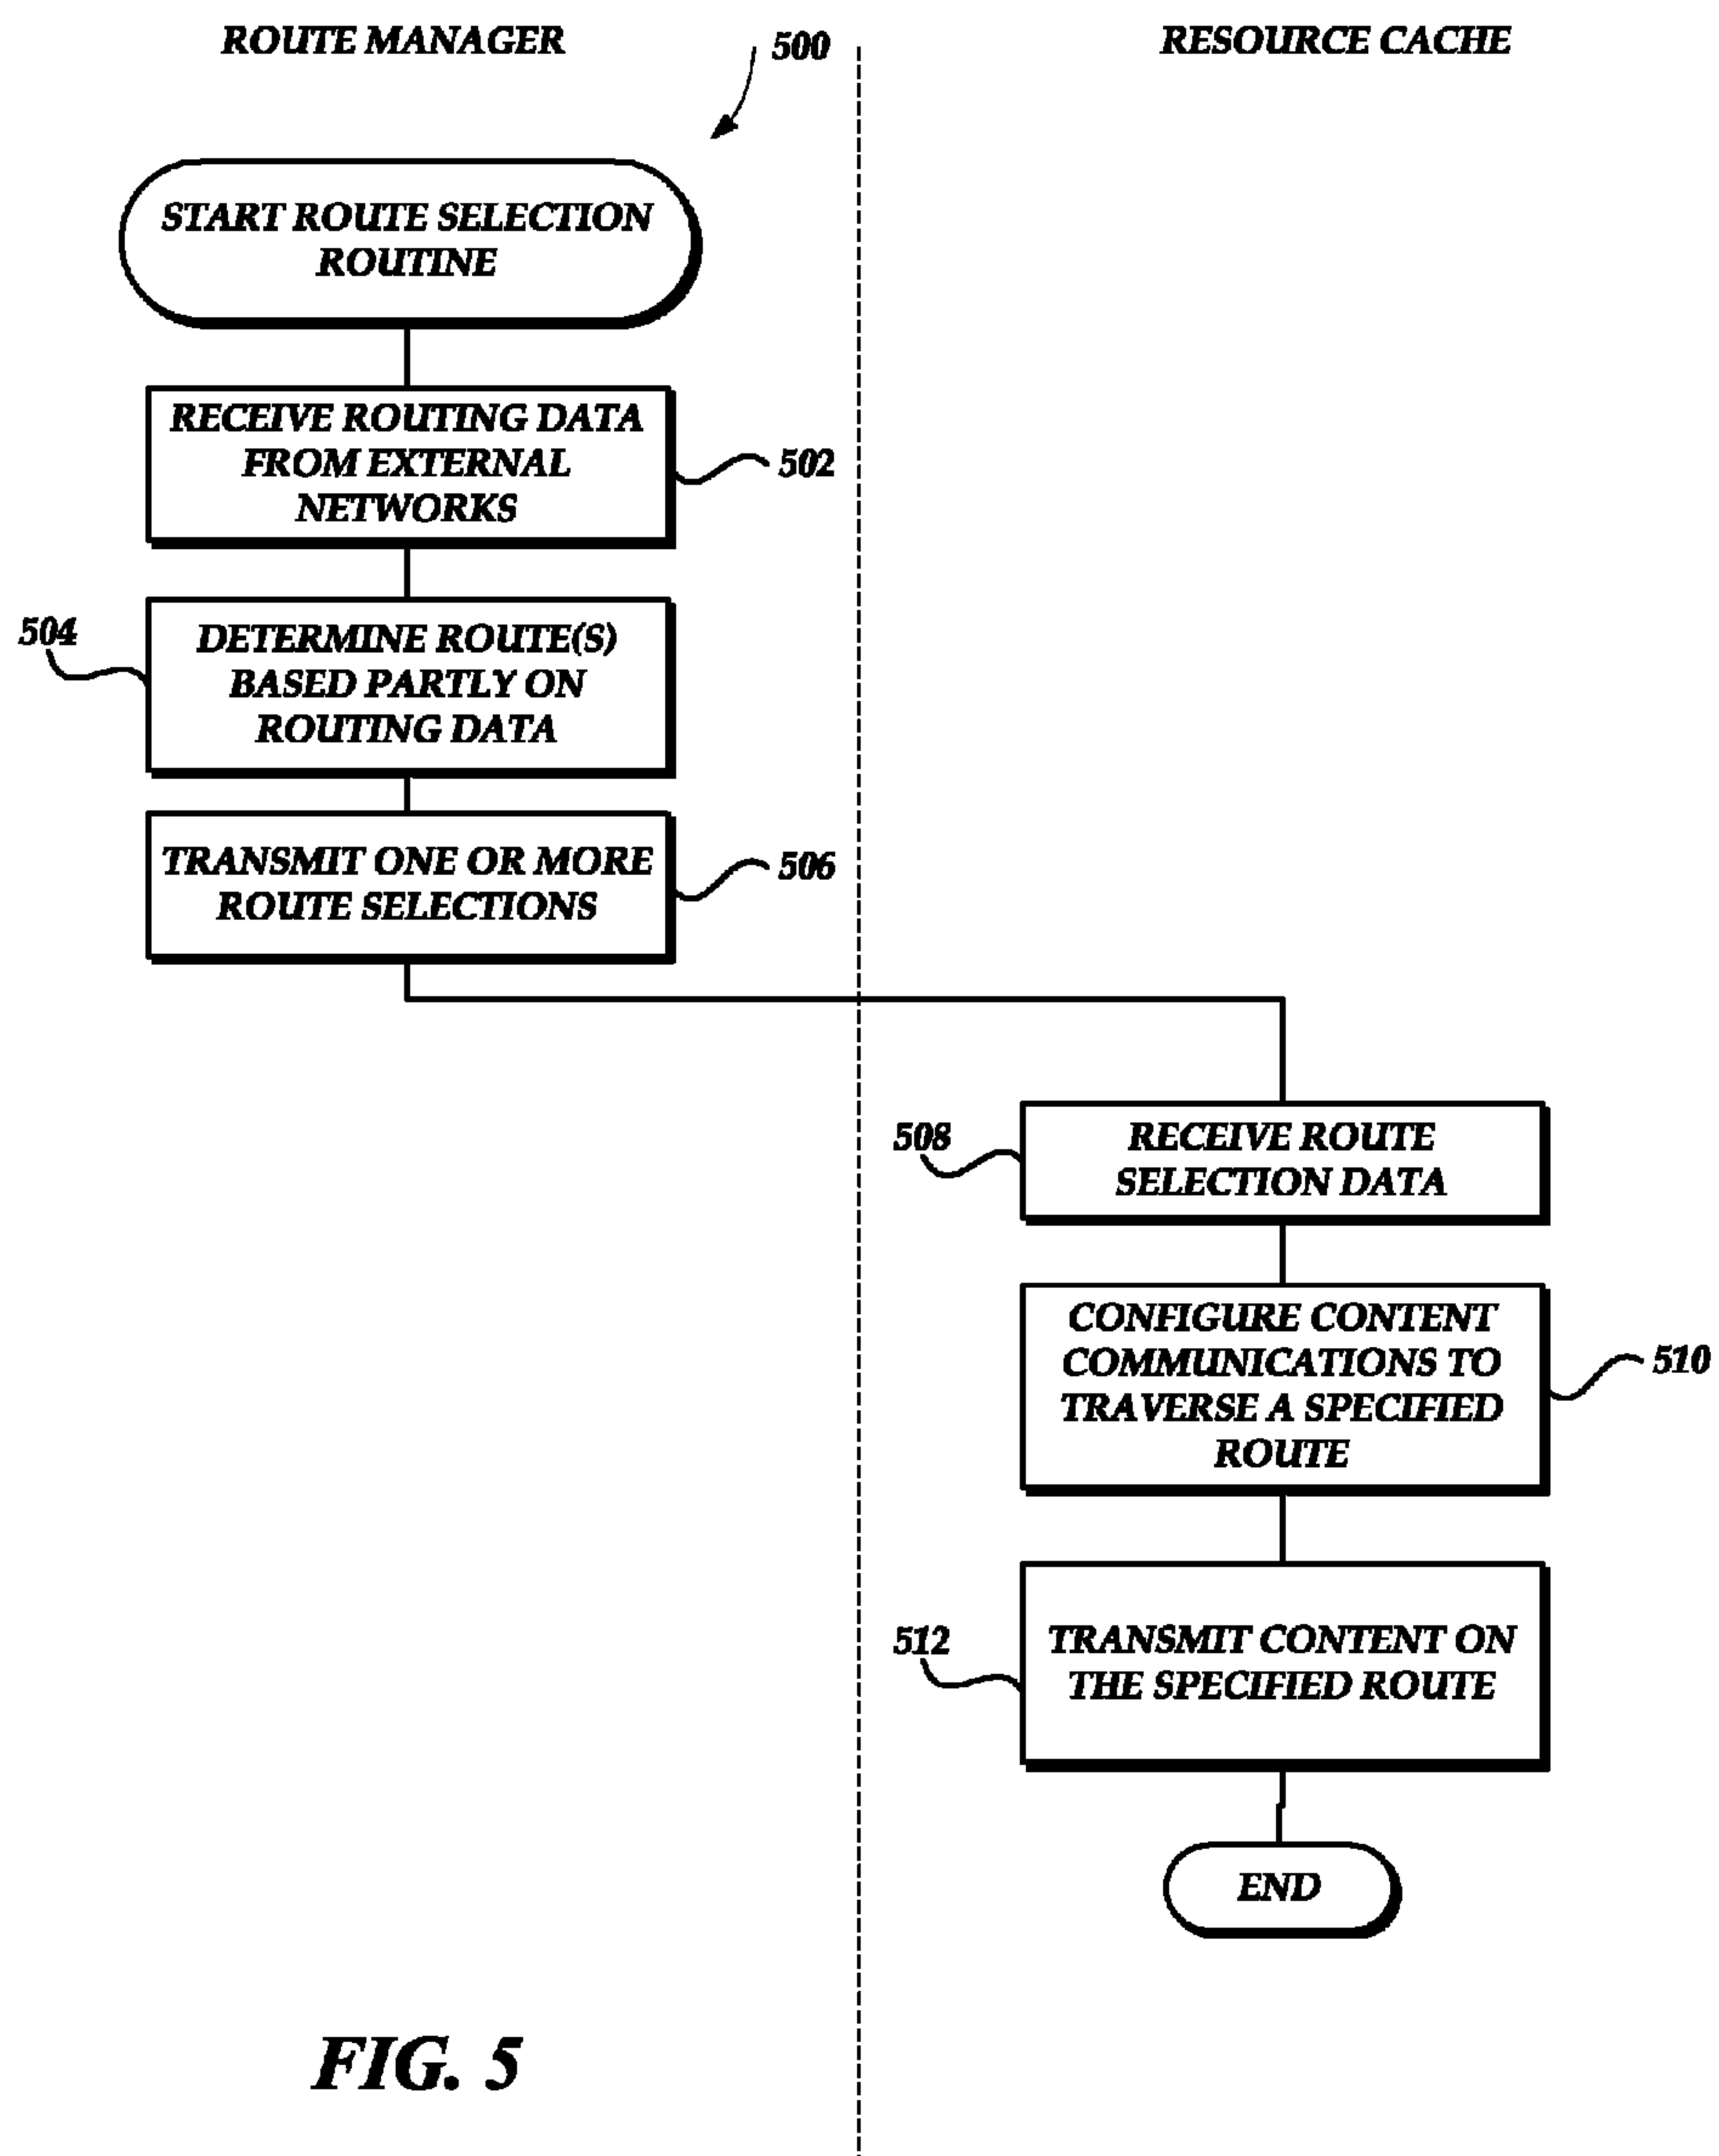 ROUTE MANAGER
500
RESOURCE CACHE
START ROUTE SELECTION
ROUTINE
RECEIVE ROUTING DATA
FROM EXTERNAL
NETWORKS
502
504
DETERMINE ROUTE(S)
BASED PARTLY ON
ROUTING DATA
TRANSMIT ONE OR MORE
ROUTE SELECTIONS
506
508
RECEIVE ROUTE
SELECTION DATA
CONFIGURE CONTENT
COMMUNICATIONS TO
TRAVERSE A SPECIFIED
ROUTE
510
512
TRANSMIT CONTENT ON
THE SPECIFIED ROUTE
END
FIG. 5